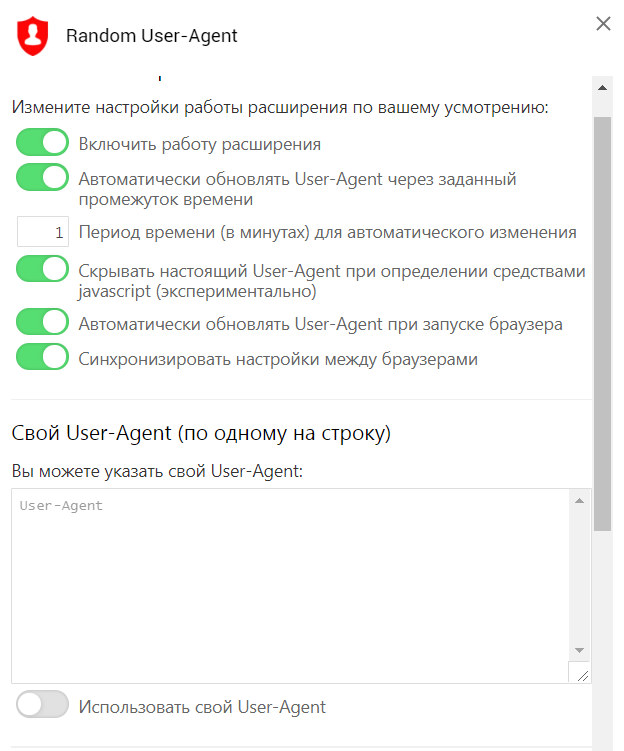 Random User-Agent
Измените настройки работы расширения по вашему усмотрению:
Включить работу расширения
Автоматически обновлять User-Agent через заданный
промежуток времени
1 Период времени (в минутах) для автоматического изменения
Скрывать настоящий User-Agent при определении средствами
javascript (экспериментально)
Автоматически обновлять User-Agent при запуске браузера
Синхронизировать настройки между браузерами
Свой User-Agent (по одному на строку)
Вы можете указать свой User-Agent:
User-Agent
Использовать свой User-Agent